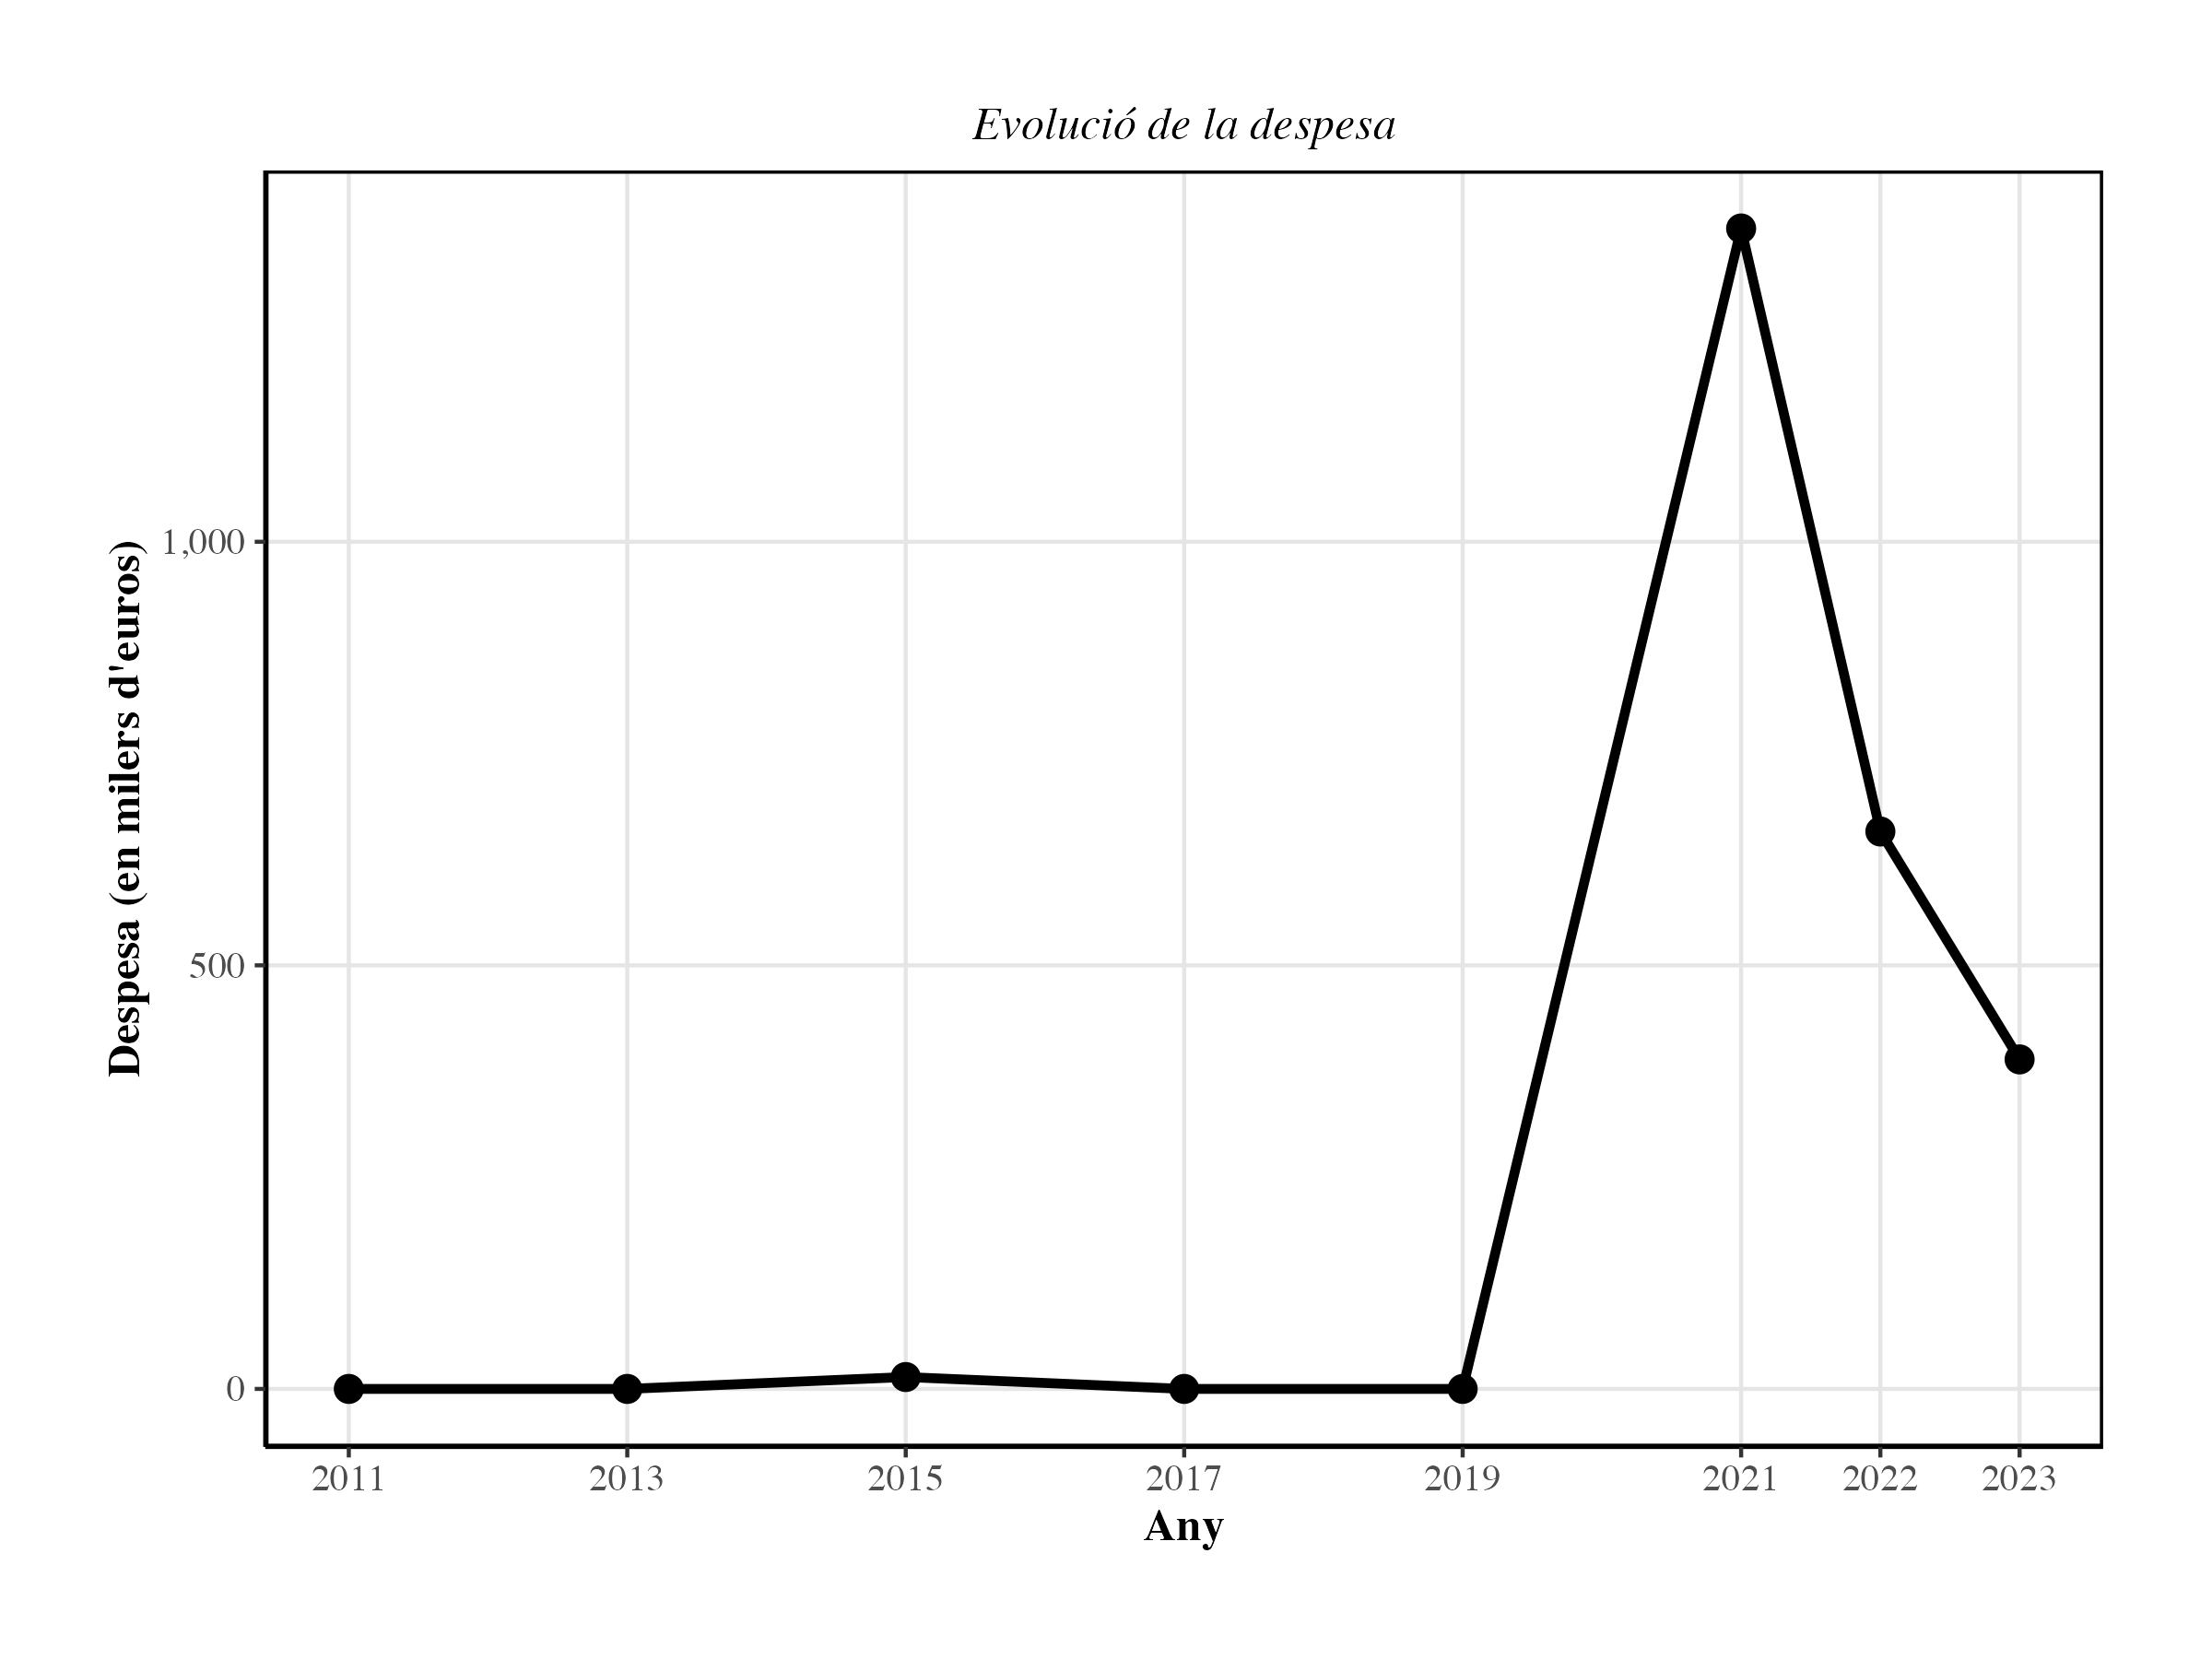 Evolució de la despesa
Despesa (en milers d'euros)
1,000
500
0
2011 2013 2015 2017 2019 2021 2022 2023
Any